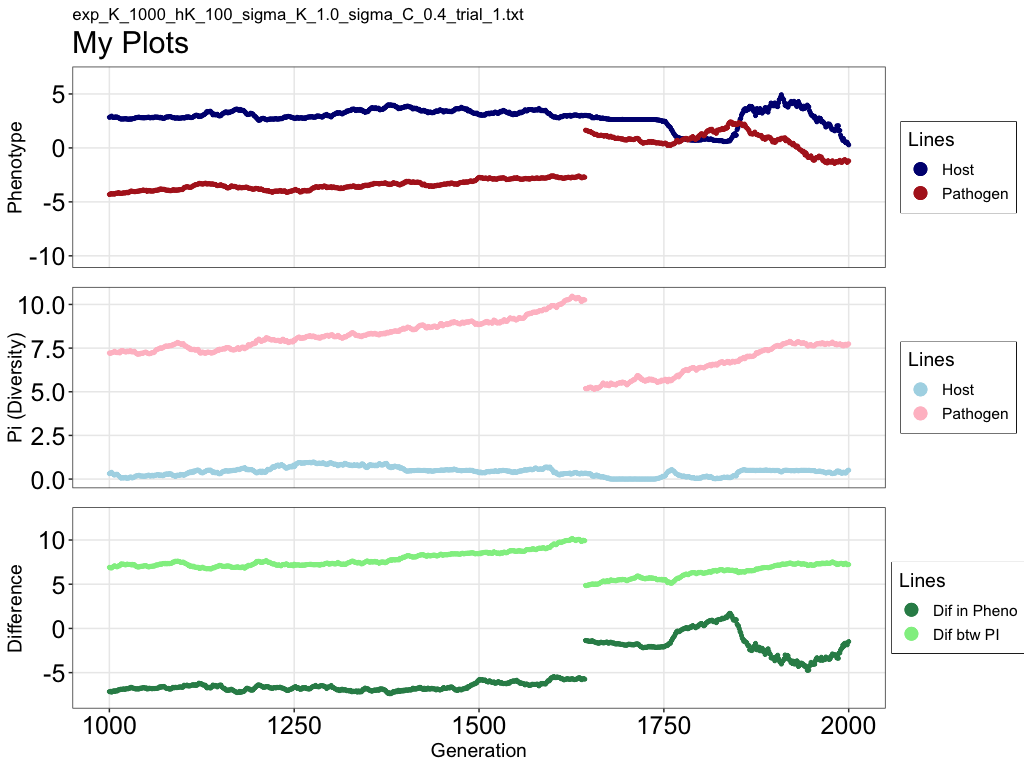 exp_K_1000_hK_100_sigma_K_1.0_sigma_C_0.4_trial_1.txt
My Plots
Phenotype
5
0
-5
-10
Lines
Host
Pathogen
Pi (Diversity)
10.0
7.5
5.0
2.5
0.0
Lines
Host
Pathogen
Difference
10
5
0
-5
Lines
Dif in Pheno
Dif btw PI
1000 1250 1500 1750 2000
Generation